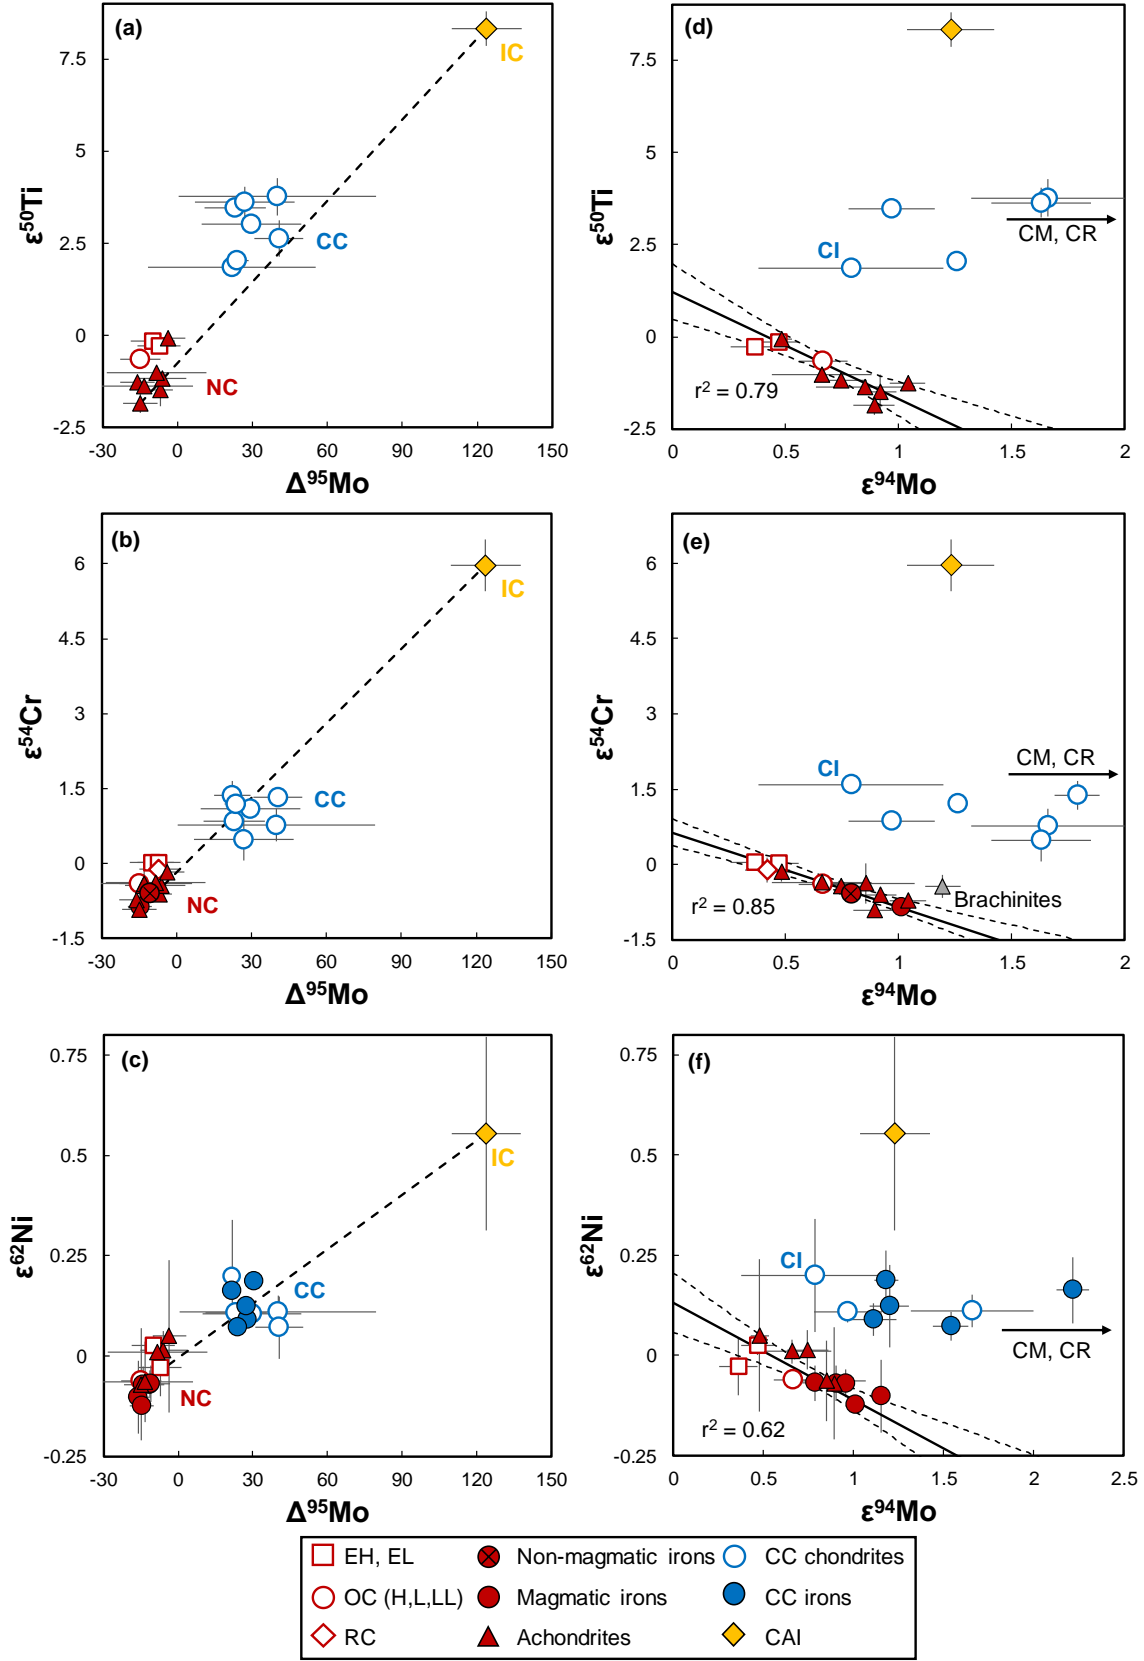 (a)
7.5
5
2.5
0
-2.5
ε⁵⁰Ti
IC
CC
NC
-30 0 30 60 90 120 150
Δ⁹⁵Mo
(d)
7.5
5
2.5
0
-2.5
ε⁵⁰Ti
CM, CR
CI
r² = 0.79
0 0.5 1 1.5 2
ε⁹⁴Mo
(b)
6
4.5
3
1.5
0
-1.5
ε⁵⁴Cr
IC
CC
NC
-30 0 30 60 90 120 150
Δ⁹⁵Mo
(e)
6
4.5
3
1.5
0
-1.5
ε⁵⁴Cr
CM, CR
CI
Brachinites
r² = 0.85
0 0.5 1 1.5 2
ε⁹⁴Mo
(c)
0.75
0.5
0.25
0
-0.25
ε⁶²Ni
IC
CC
NC
-30 0 30 60 90 120 150
Δ⁹⁵Mo
(f)
0.75
0.5
0.25
0
-0.25
ε⁶²Ni
CI
CM, CR
r² = 0.62
0 0.5 1 1.5 2 2.5
ε⁹⁴Mo
EH, EL Non-magmatic irons CC chondrites
OC (H,L,LL) Magmatic irons CC irons
RC Achondrites CAI